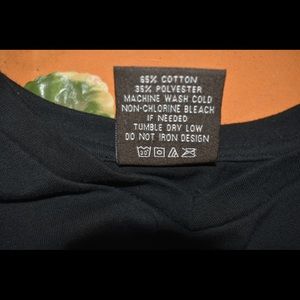 65% COTTON
35% POLYESTER
MACHINE WASH COLD
NON-CHLORINE BLEACH
IF NEEDED
TUMBLE DRY LOW
DO NOT IRON DESIGN